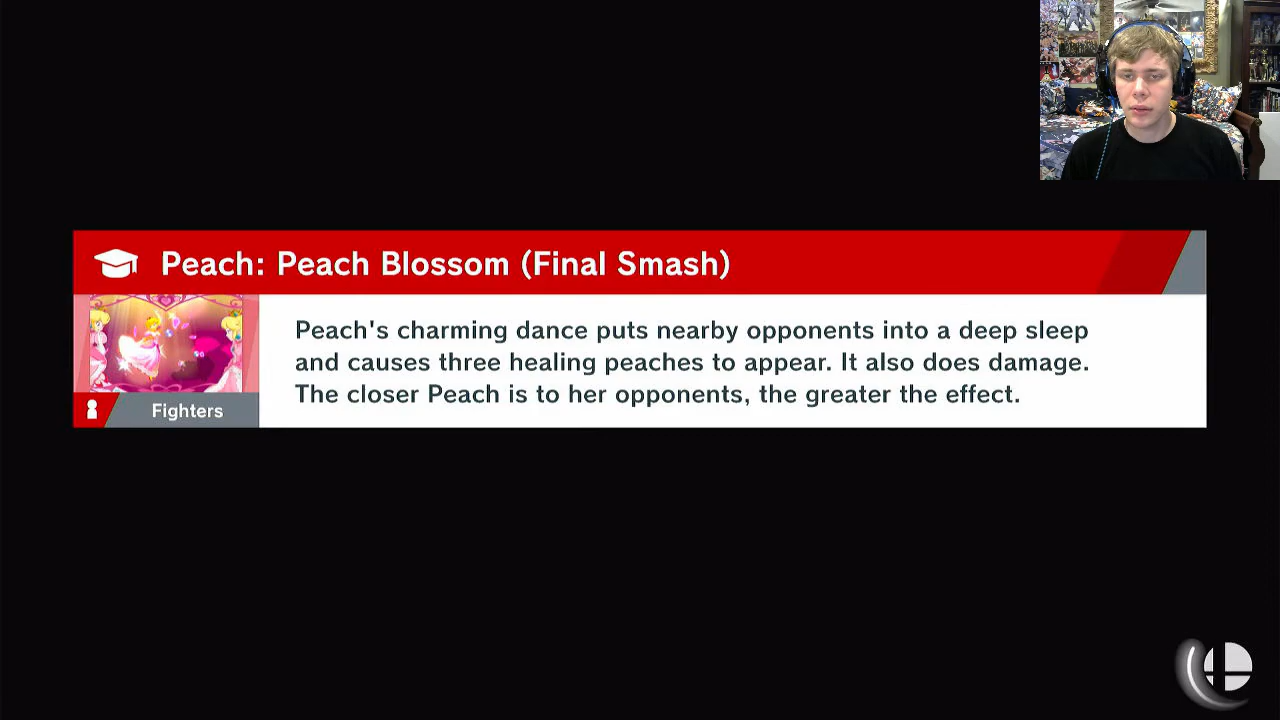 Peach: Peach Blossom (Final Smash)
Peach's charming dance puts nearby opponents into a deep sleep
and causes three healing peaches to appear. It also does damage.
The closer Peach is to her opponents, the greater the effect.
Fighters